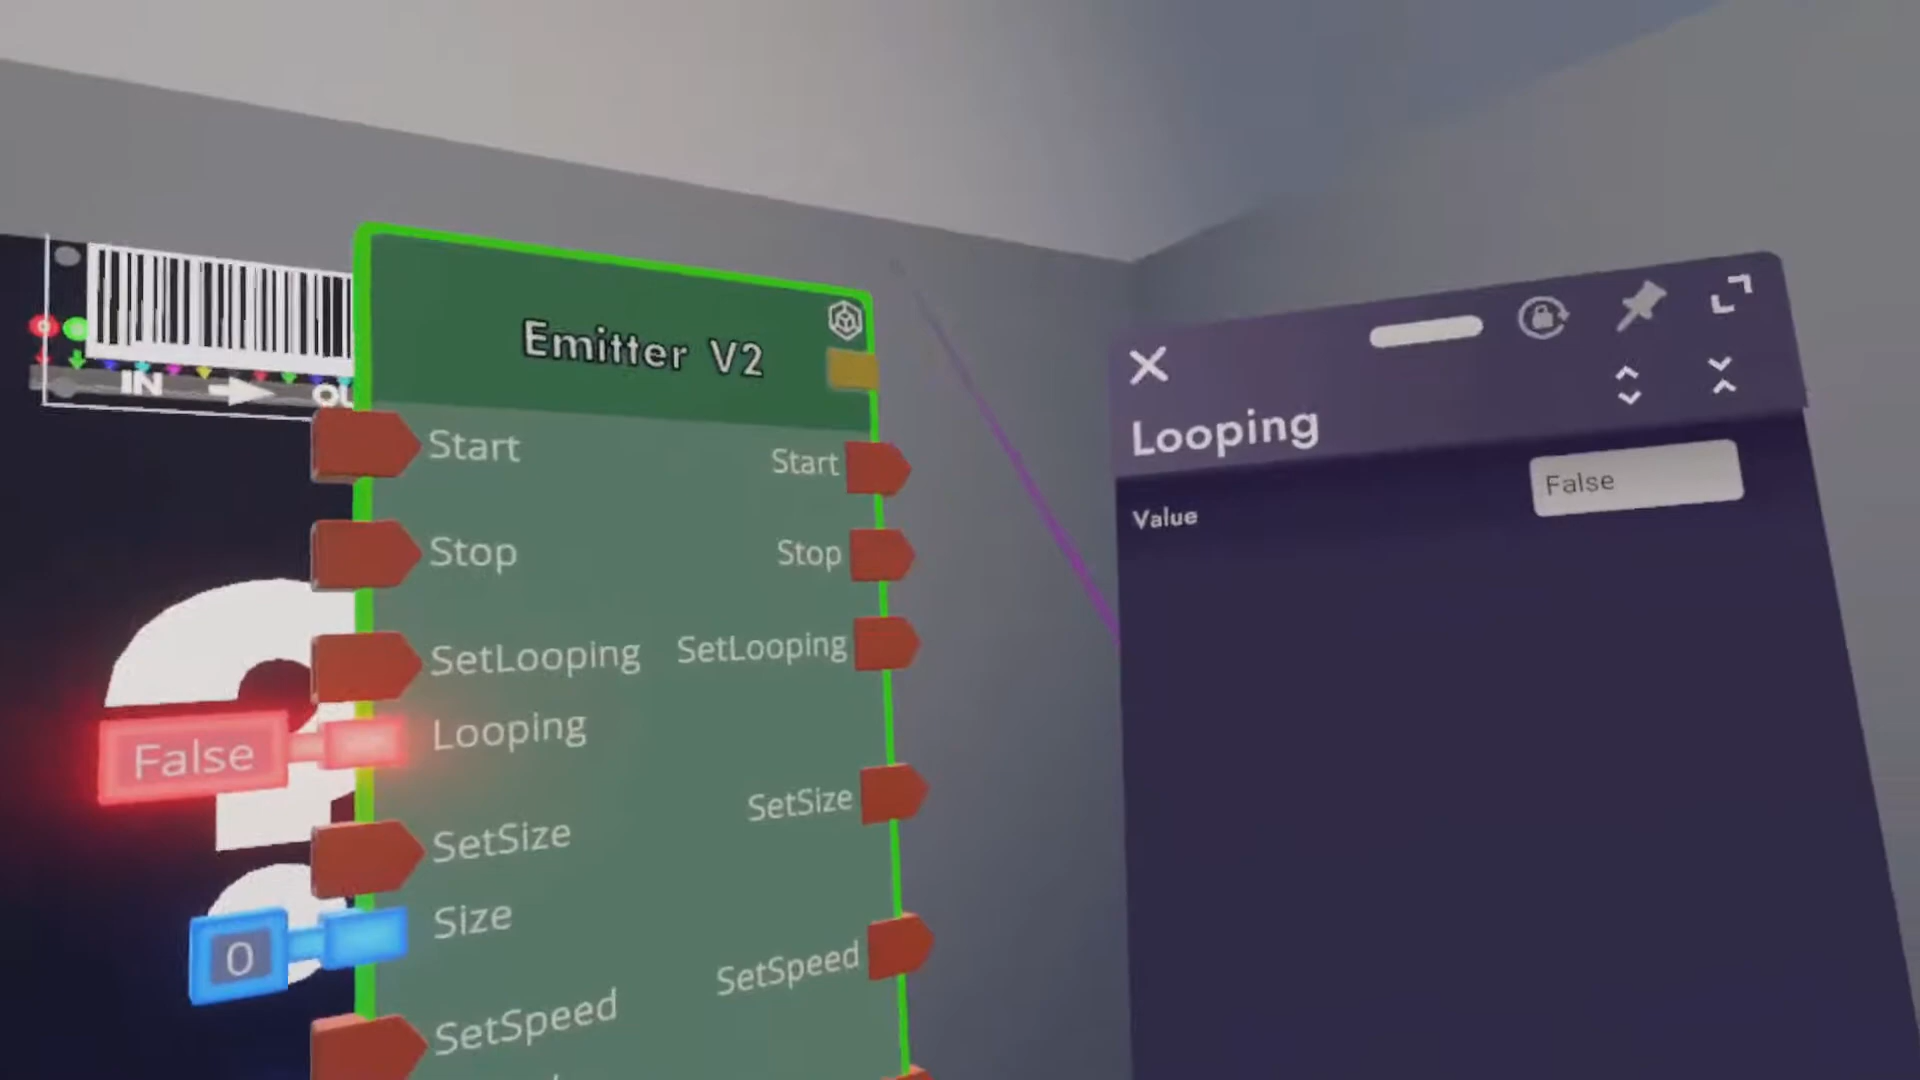 IN
OU
Emitter V2
Start
Start
Stop
Stop
SetLooping
SetLooping
False
Looping
SetSize
SetSize
0
Size
SetSpeed
SetSpeed
Looping
Value
False